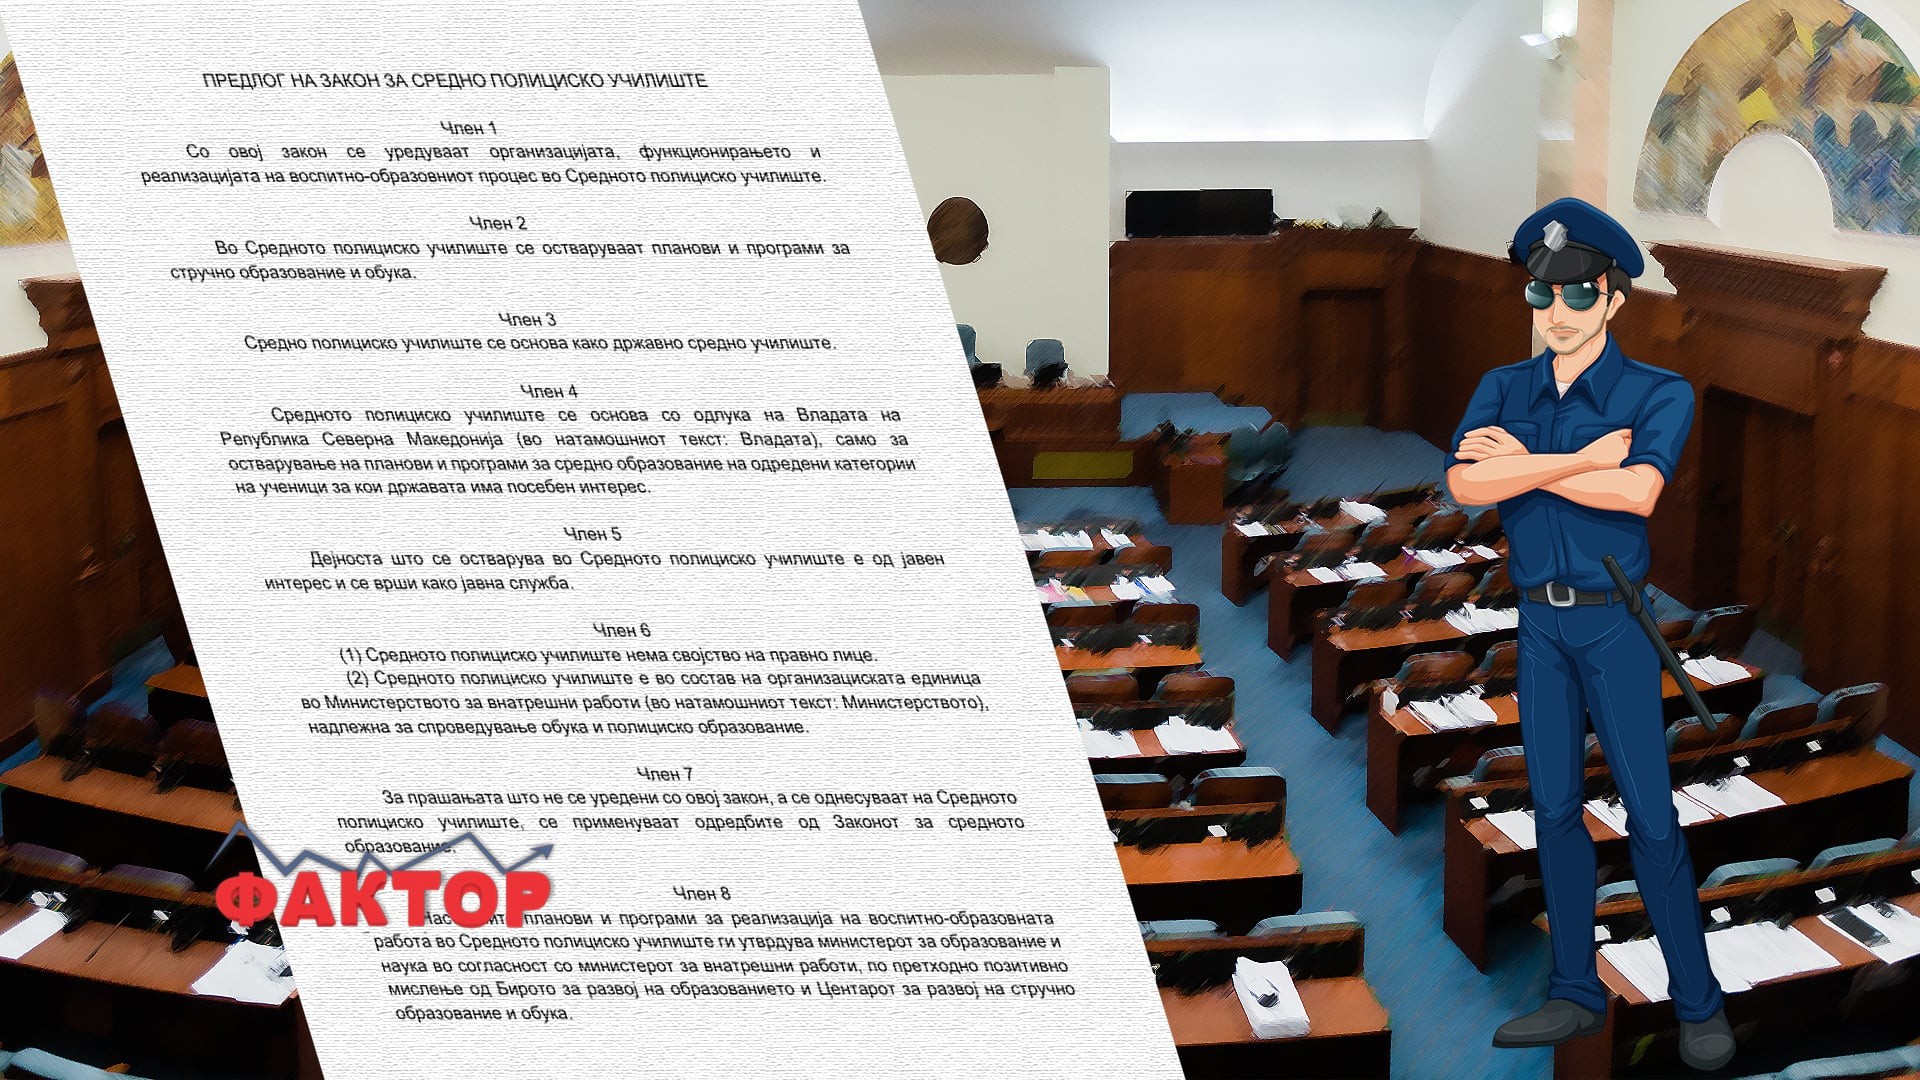 ПРЕДЛОГ НА ЗАКОН ЗА СРЕДНО ПОЛИЦИСКО УЧИЛИШТЕ
Член 1
Со овој закон се уредуваат организацијата, функционирањето и
реализацијата на воспитно-образовниот процес во Средното полициско училиште.
Член 2
Во Средното полициско училиште се остваруваат планови и програми за
стручно образование и обука.
Член 3
Средно полициско училиште се основа како државно средно училиште.
Член 4
Средното полициско училиште се основа со одлука на Владата на
Република Северна Македонија (во натамошниот текст: Владата), само за
остварување на планови и програми за средно образование на одредени категории
на ученици за кои државата има посебен интерес.
Член 5
Дејноста што се остварува во Средното полициско училиште е од јавен
интерес и се врши како јавна служба.
Член 6
(1) Средното полициско училиште нема својство на правно лице.
(2) Средното полициско училиште е во состав на организациската единица
во Министерството за внатрешни работи (во натамошниот текст: Министерството),
надлежна за спроведување обука и полициско образование.
Член 7
За прашањата што не се уредени со овој закон, а се однесуваат на Средното
полициско училиште, се применуваат одредбите од Законот за средното
образование.
ФАКТОР
Член 8
планови и програми за реализација на воспитно-образовната
работа во Средното полициско училиште ги утврдува министерот за образование и
наука во согласност со министерот за внатрешни работи, по претходно позитивно
мислење од Бирото за развој на образованието и Центарот за развој на стручно
образование и обука.